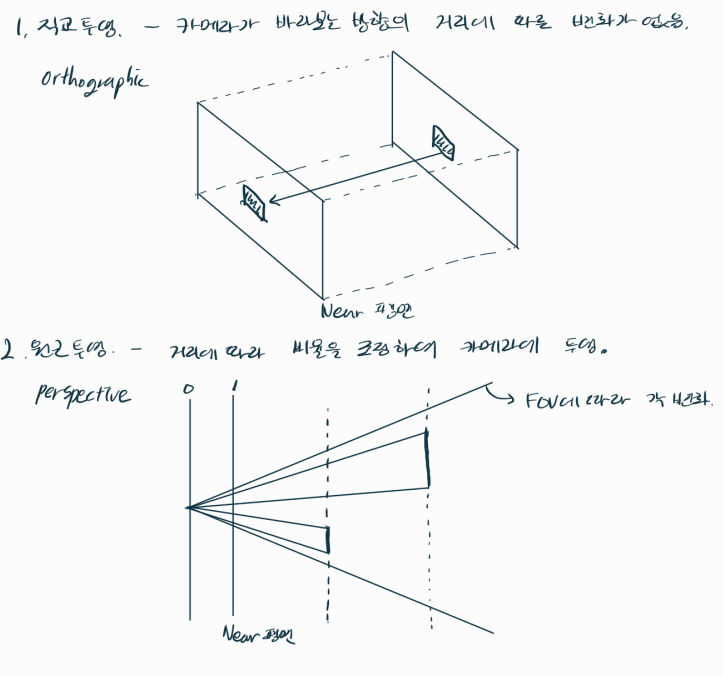 1. 직교투영. - 카메라가 바라보는 방향의 거리에 따른 변화가 없음.
Orthographic
Near 평면
2. 원근투영. - 거리에 따라 비율을 조정하여 카메라에 투영.
perspective
0 1
FOV에 따라 각 변화.
Near 평면